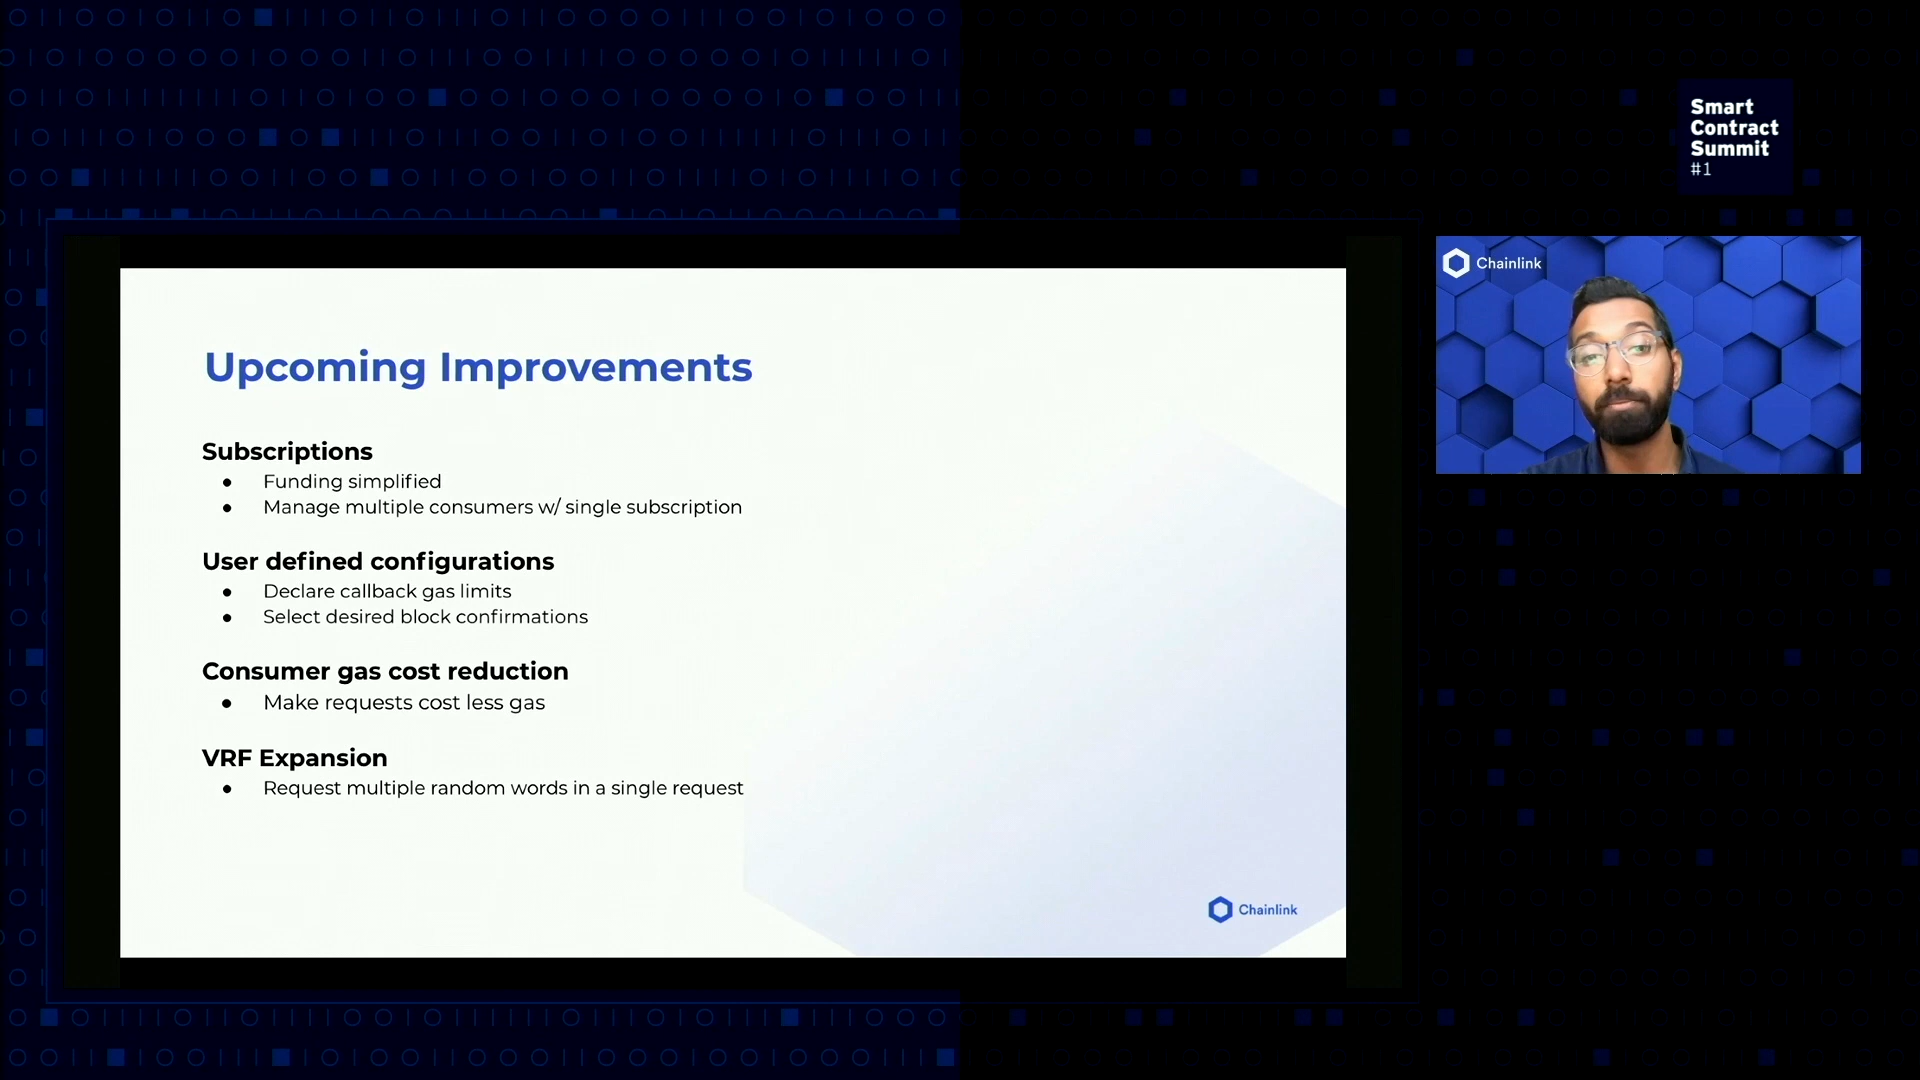 Smart
Contract
Summit
#1
Chainlink
Upcoming Improvements
Subscriptions
● Funding simplified
● Manage multiple consumers w/ single subscription
User defined configurations
● Declare callback gas limits
● Select desired block confirmations
Consumer gas cost reduction
● Make requests cost less gas
VRF Expansion
● Request multiple random words in a single request
Chainlink